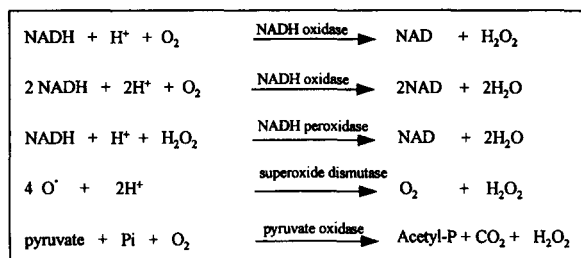 NADH + H⁺ + O₂ NADH oxidase NAD + H₂O₂
2 NADH + 2H⁺ + O₂ NADH oxidase 2NAD + 2H₂O
NADH + H⁺ + H₂O₂ NADH peroxidase NAD + 2H₂O
4 O˙ + 2H⁺ superoxide dismutase O₂ + H₂O₂
pyruvate + Pi + O₂ pyruvate oxidase Acetyl-P + CO₂ + H₂O₂